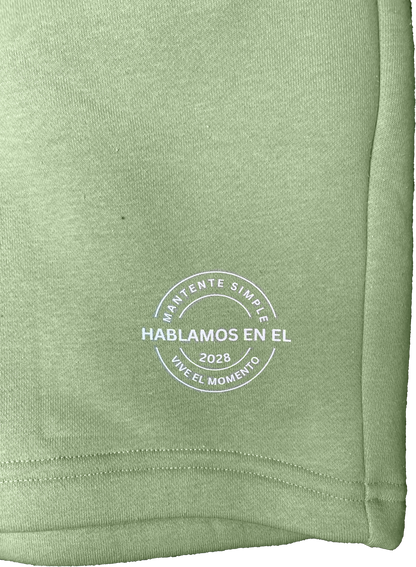 MANTENTE SIMPLE
HABLAMOS EN EL
2028
VIVE EL MOMENTO